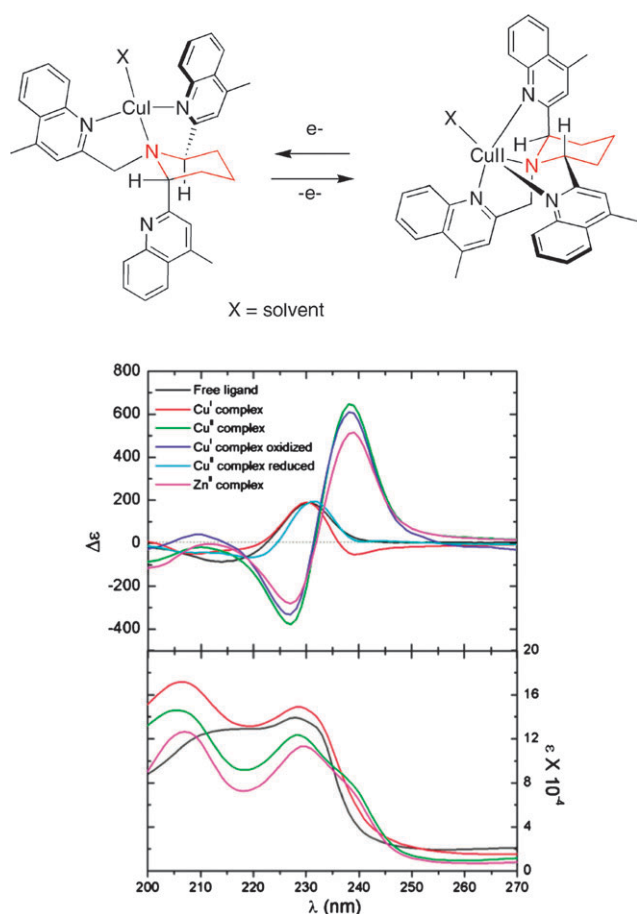 X
CuI
N
N
N
H
H
N
e-
-e-
N
X
H
H
CuII
N
N
N
X = solvent
800
600
400
200
0
-200
-400
Δε
Free ligand
Cuᴵ complex
Cuᴵᴵ complex
Cuᴵ complex oxidized
Cuᴵᴵ complex reduced
Znᴵᴵ complex
20
16
12
8
4
0
ε X 10⁻⁴
200 210 220 230 240 250 260 270
λ (nm)